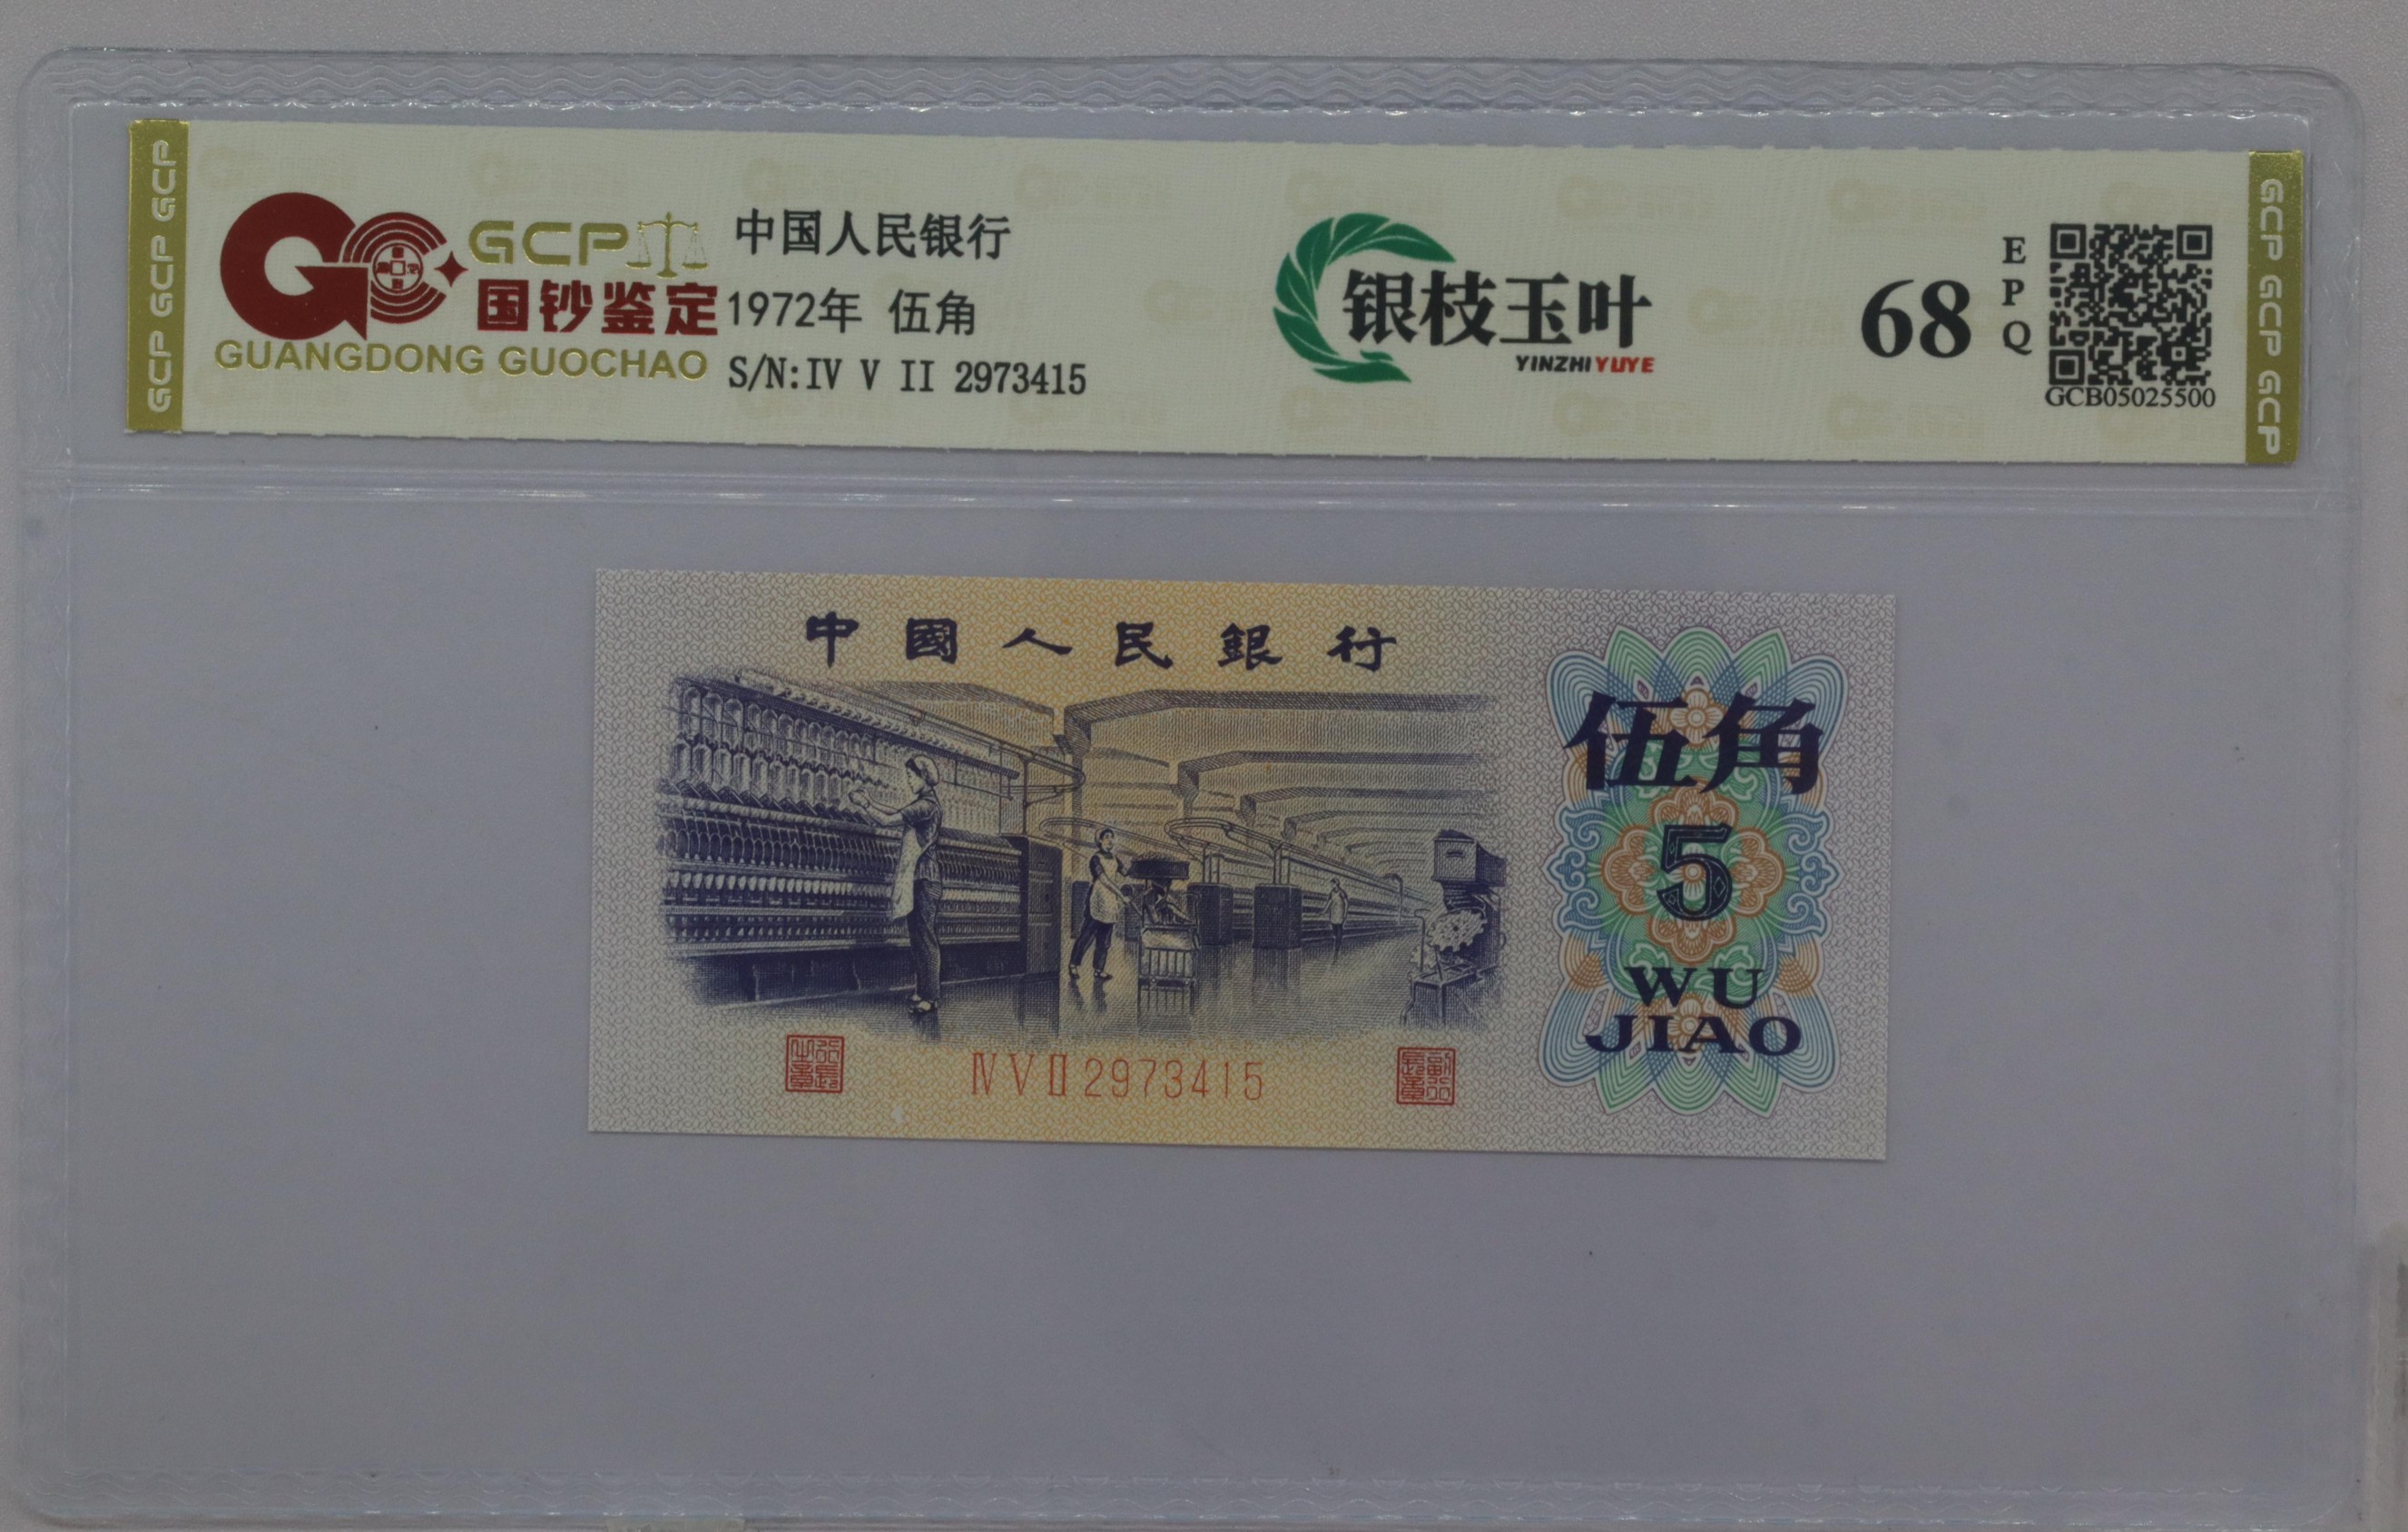 GCP GCP GCP
GCP
国钞鉴定
GUANGDONG GUOCHAO
中国人民银行
1972年 伍角
S/N:IV V II 2973415
银枝玉叶
YINZHIYUYE
68
EPQ
GCB05025500
GCP GCP GCP
中國人民銀行
伍角
5
WU
JIAO
ⅣⅤⅡ2973415